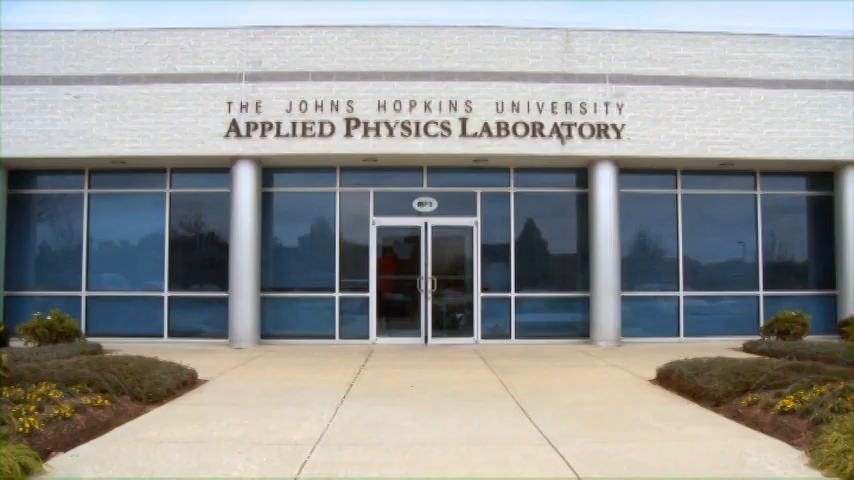 THE JOHNS HOPKINS UNIVERSITY
APPLIED PHYSICS LABORATORY